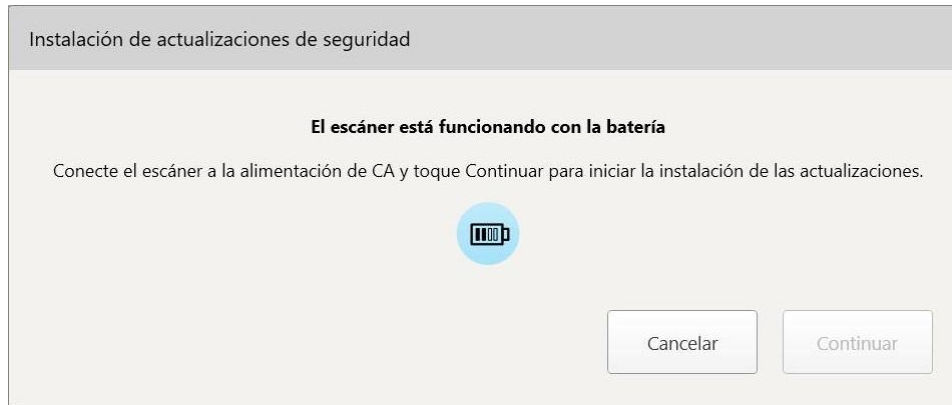 Instalación de actualizaciones de seguridad
El escáner está funcionando con la batería
Conecte el escáner a la alimentación de CA y toque Continuar para iniciar la instalación de las actualizaciones.
Cancelar
Continuar